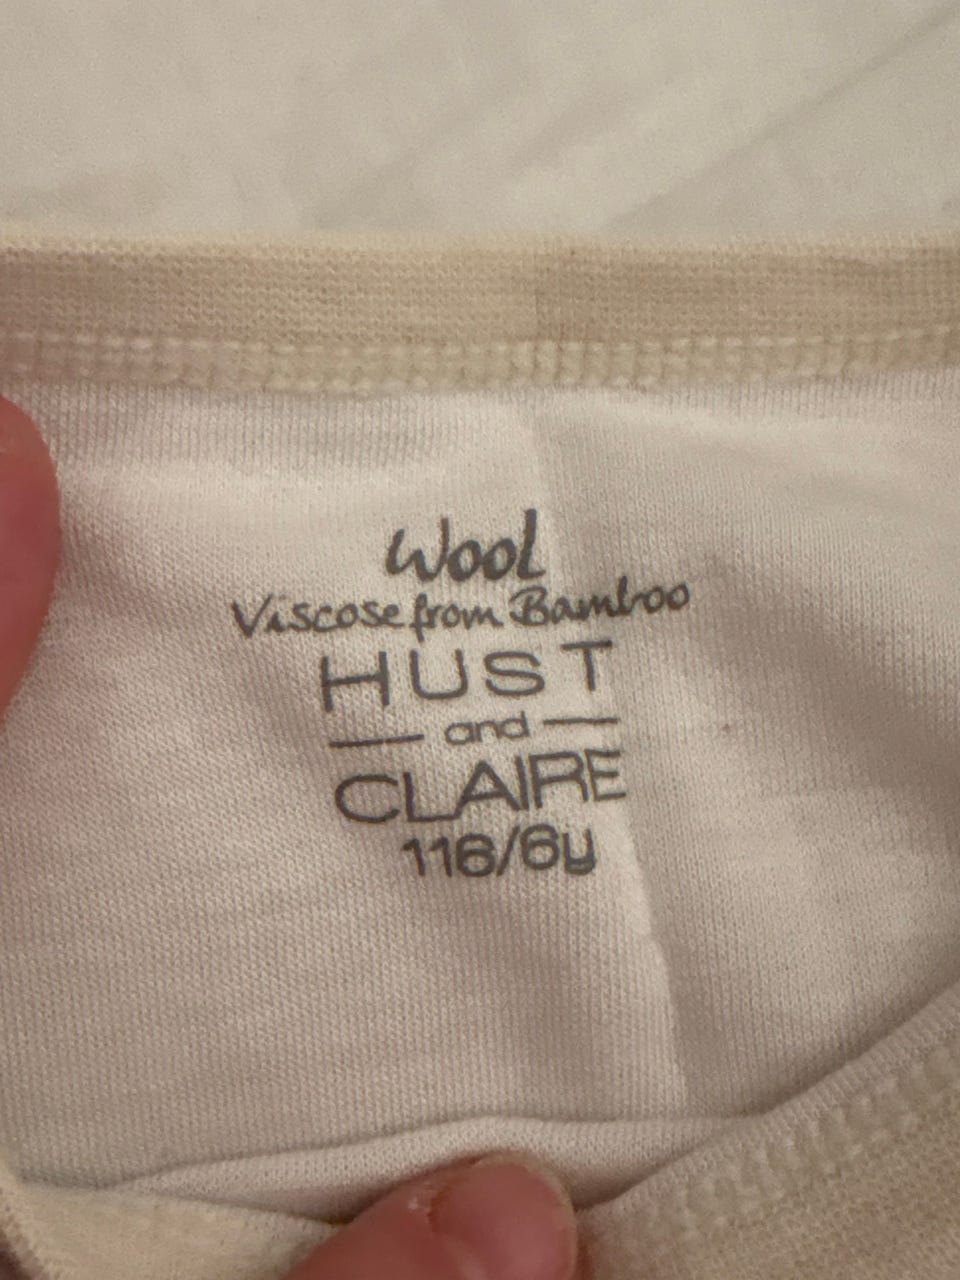 Wool
Viscose from Bamboo
HUST
and
CLAIRE
116/6y